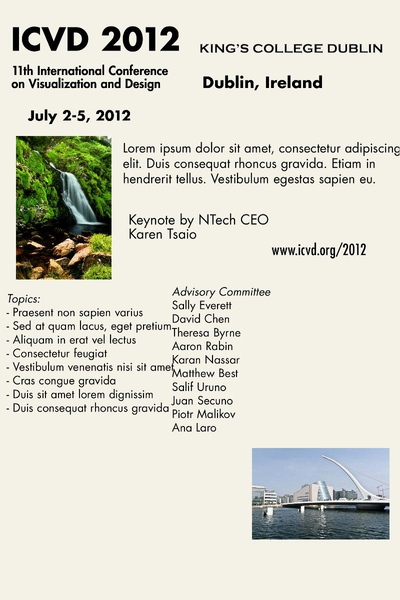 ICVD 2012
KING'S COLLEGE DUBLIN
11th International Conference
on Visualization and Design
Dublin, Ireland
July 2-5, 2012
Lorem ipsum dolor sit amet, consectetur adipiscing
elit. Duis consequat rhoncus gravida. Etiam in
hendrerit tellus. Vestibulum egestas sapien eu.
Keynote by NTech CEO
Karen Tsaio
www.icvd.org/2012
Topics:
- Praesent non sapien varius
- Sed at quam lacus, eget pretium
- Aliquam in erat vel lectus
- Consectetur feugiat
- Vestibulum venenatis nisi sit amet
- Cras congue gravida
- Duis sit amet lorem dignissim
- Duis consequat rhoncus gravida
Advisory Committee
Sally Everett
David Chen
Theresa Byrne
Aaron Rabin
Karan Nassar
Matthew Best
Salif Uruno
Juan Secuno
Piotr Malikov
Ana Laro